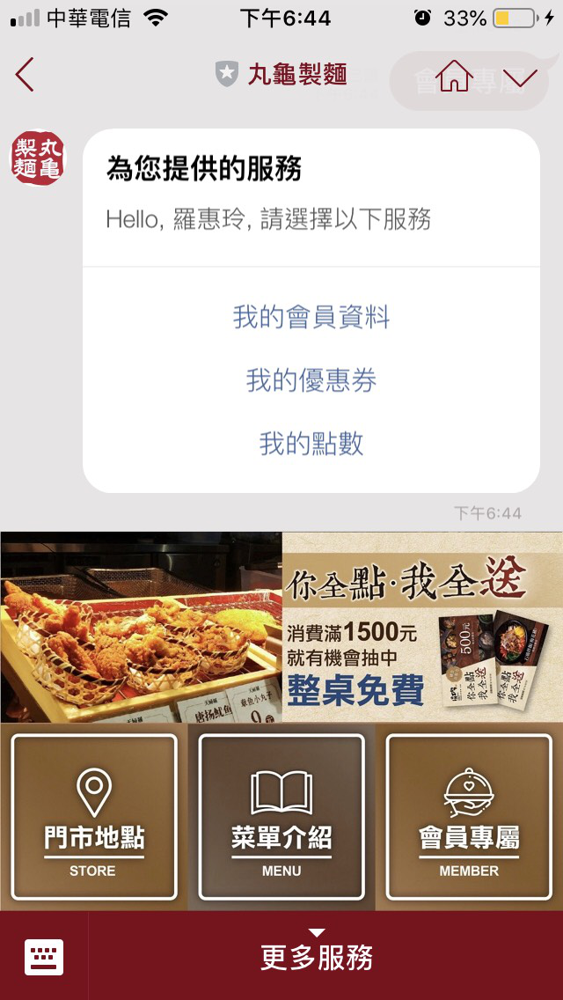 中華電信 下午6:44 33%
丸龜製麵
會員專屬
丸亀製麵
為您提供的服務
Hello, 羅惠玲, 請選擇以下服務
我的會員資料
我的優惠券
我的點數
下午6:44
你全點·我全送
消費滿1500元
就有機會抽中
整桌免費
500元
你全點
我全送
你全點
我全送
天婦羅
唐揚魷魚
天婦羅
章魚小丸子
門市地點
STORE
菜單介紹
MENU
會員專屬
MEMBER
更多服務